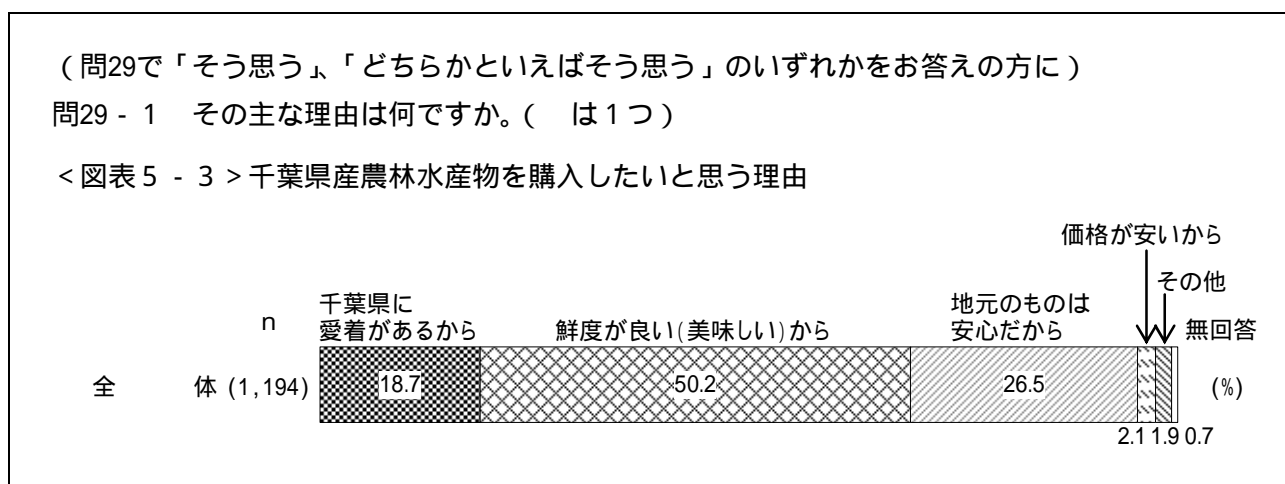 (問29で「そう思う」、「どちらかといえばそう思う」のいずれかをお答えの方に)
問29-1 その主な理由は何ですか。( は1つ)
<図表5-3>千葉県産農林水産物を購入したいと思う理由
価格が安いから
その他
n
千葉県に
愛着があるから
鮮度が良い(美味しい)から
地元のものは
安心だから
無回答
全 体 (1,194)
18.7
50.2
26.5
(%)
2.1 1.9 0.7